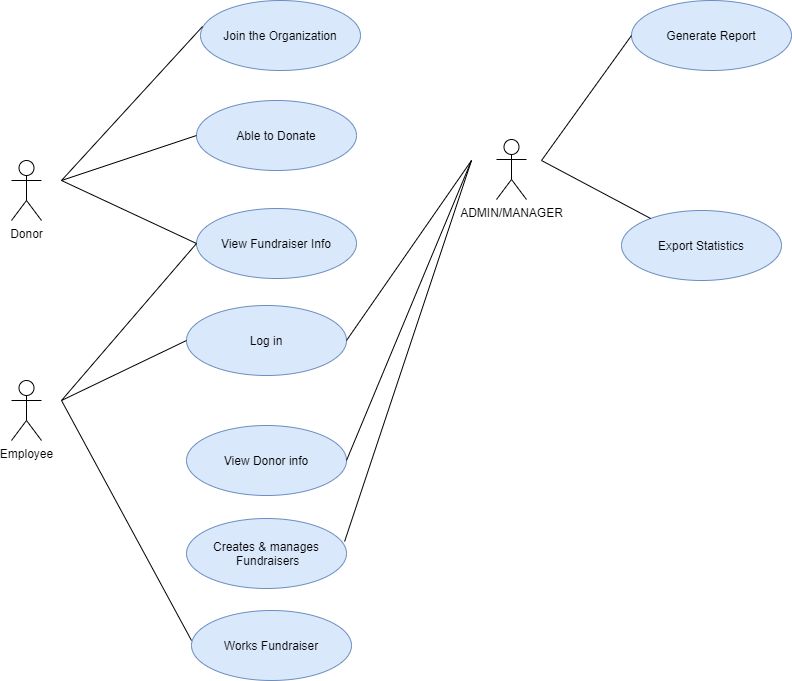 Join the Organization
Generate Report
Able to Donate
ADMIN/MANAGER
Donor
View Fundraiser Info
Export Statistics
Log in
Employee
View Donor info
Creates & manages
Fundraisers
Works Fundraiser